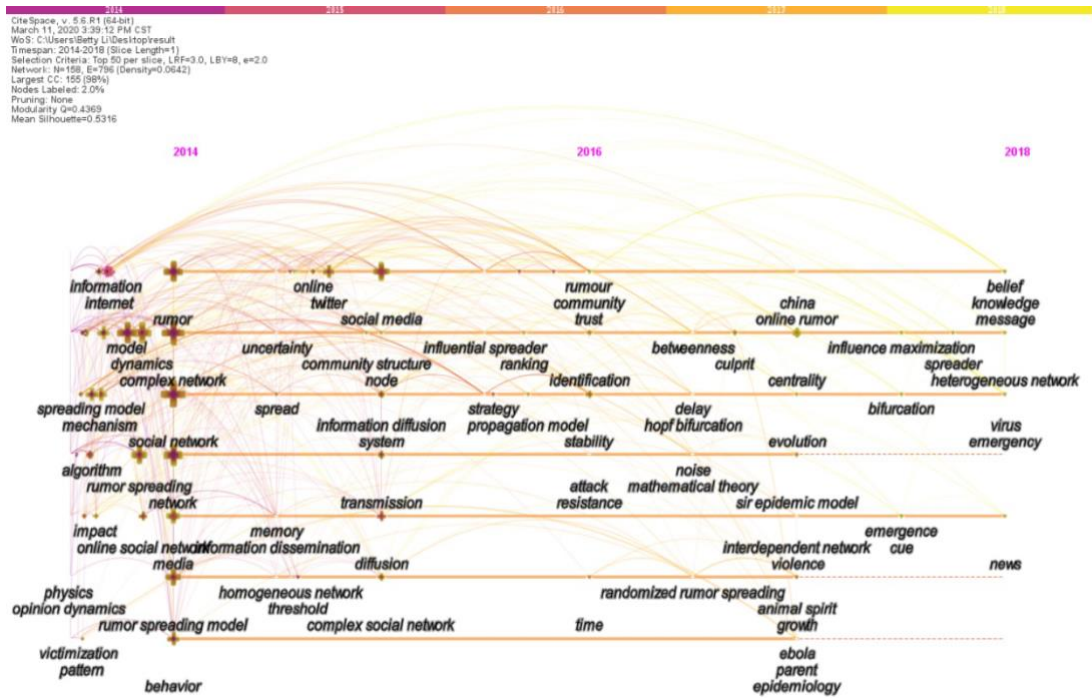 2014 2015 2016 2017 2018
CiteSpace, v. 5.6.R1 (64-bit)
March 11, 2020 3:39:12 PM CST
WoS: C:\Users\Betty Li\Desktop\result
Timespan: 2014-2018 (Slice Length=1)
Selection Criteria: Top 50 per slice, LRF=3.0, LBY=8, e=2.0
Network: N=158, E=796 (Density=0.0642)
Largest CC: 155 (98%)
Nodes Labeled: 2.0%
Pruning: None
Modularity Q=0.4369
Mean Silhouette=0.5316
2014 2016 2018
information online rumour belief
internet twitter community china knowledge
rumor social media trust online rumor message
model uncertainty influential spreader betweenness influence maximization
dynamics community structure ranking culprit spreader
complex network node identification centrality heterogeneous network
spreading model spread strategy delay bifurcation
mechanism information diffusion propagation model hopf bifurcation virus
social network system stability evolution emergency
algorithm noise
rumor spreading attack mathematical theory
network transmission resistance sir epidemic model
impact memory emergence
online social network information dissemination interdependent network cue
media diffusion violence news
physics homogeneous network randomized rumor spreading
opinion dynamics threshold animal spirit
rumor spreading model complex social network time growth
victimization ebola
pattern parent
behavior epidemiology